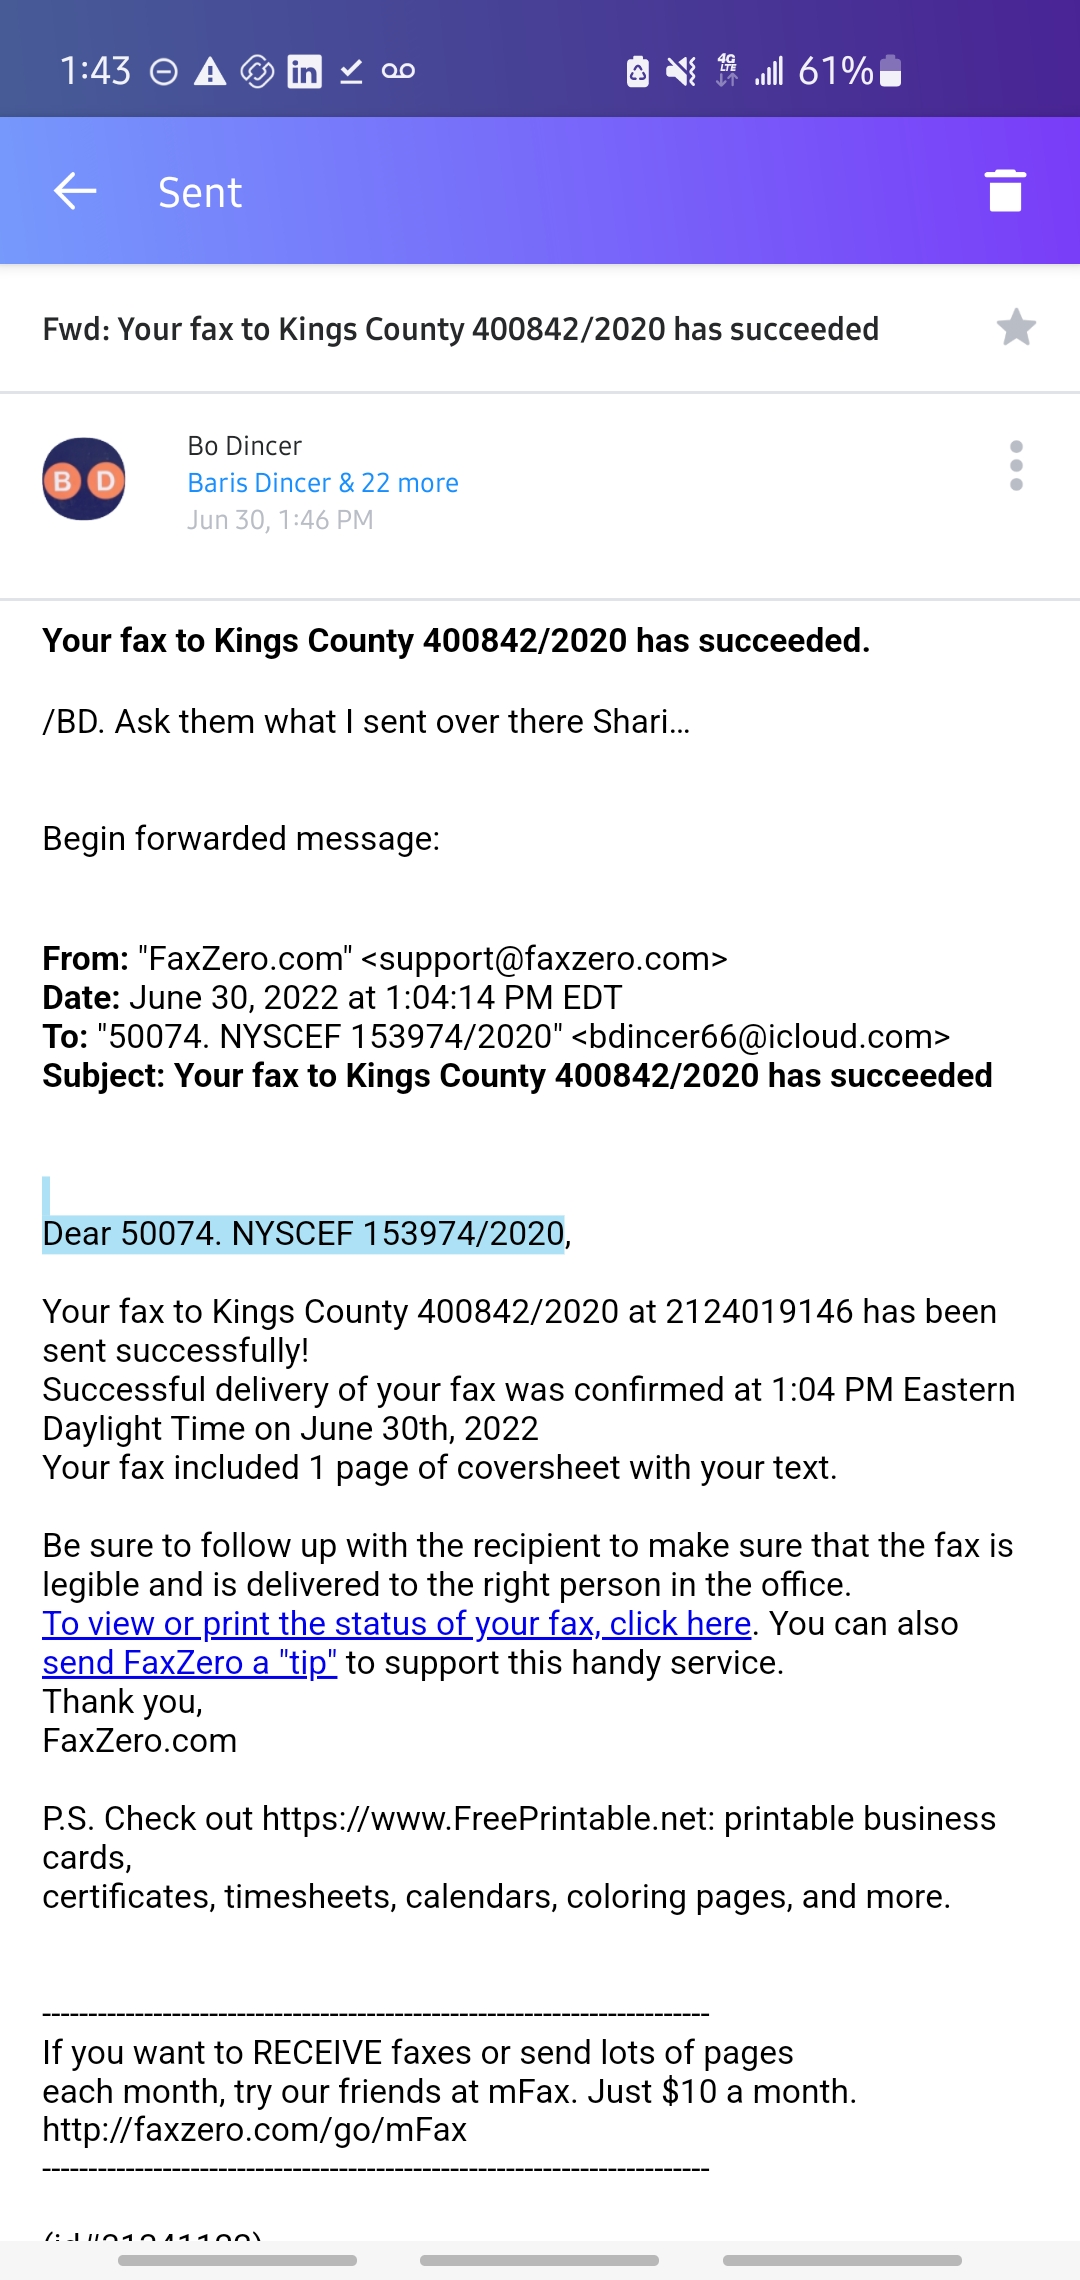 1:43 61%
4G LTE
in
Sent
Fwd: Your fax to Kings County 400842/2020 has succeeded
B D
Bo Dincer
Baris Dincer & 22 more
Jun 30, 1:46 PM
Your fax to Kings County 400842/2020 has succeeded.
/BD. Ask them what I sent over there Shari...
Begin forwarded message:
From: "FaxZero.com" <support@faxzero.com>
Date: June 30, 2022 at 1:04:14 PM EDT
To: "50074. NYSCEF 153974/2020" <bdincer66@icloud.com>
Subject: Your fax to Kings County 400842/2020 has succeeded
Dear 50074. NYSCEF 153974/2020,
Your fax to Kings County 400842/2020 at 2124019146 has been
sent successfully!
Successful delivery of your fax was confirmed at 1:04 PM Eastern
Daylight Time on June 30th, 2022
Your fax included 1 page of coversheet with your text.
Be sure to follow up with the recipient to make sure that the fax is
legible and is delivered to the right person in the office.
To view or print the status of your fax, click here. You can also
send FaxZero a "tip" to support this handy service.
Thank you,
FaxZero.com
P.S. Check out https://www.FreePrintable.net: printable business
cards,
certificates, timesheets, calendars, coloring pages, and more.
------------------------------------------------------------------------
If you want to RECEIVE faxes or send lots of pages
each month, try our friends at mFax. Just $10 a month.
http://faxzero.com/go/mFax
------------------------------------------------------------------------